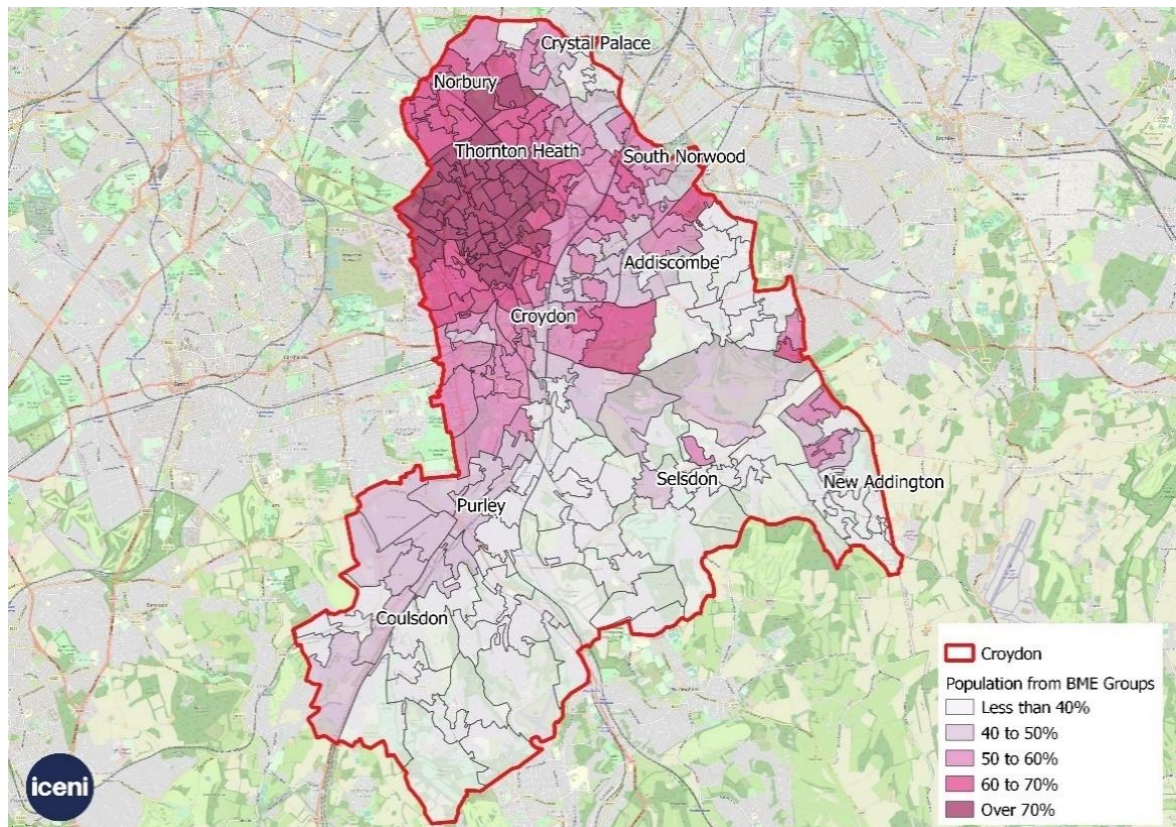 Crystal Palace
Norbury
Thornton Heath
South Norwood
Addiscombe
Croydon
Selsdon
New Addington
Purley
Coulsdon
Croydon
Population from BME Groups
Less than 40%
40 to 50%
50 to 60%
60 to 70%
Over 70%
iceni